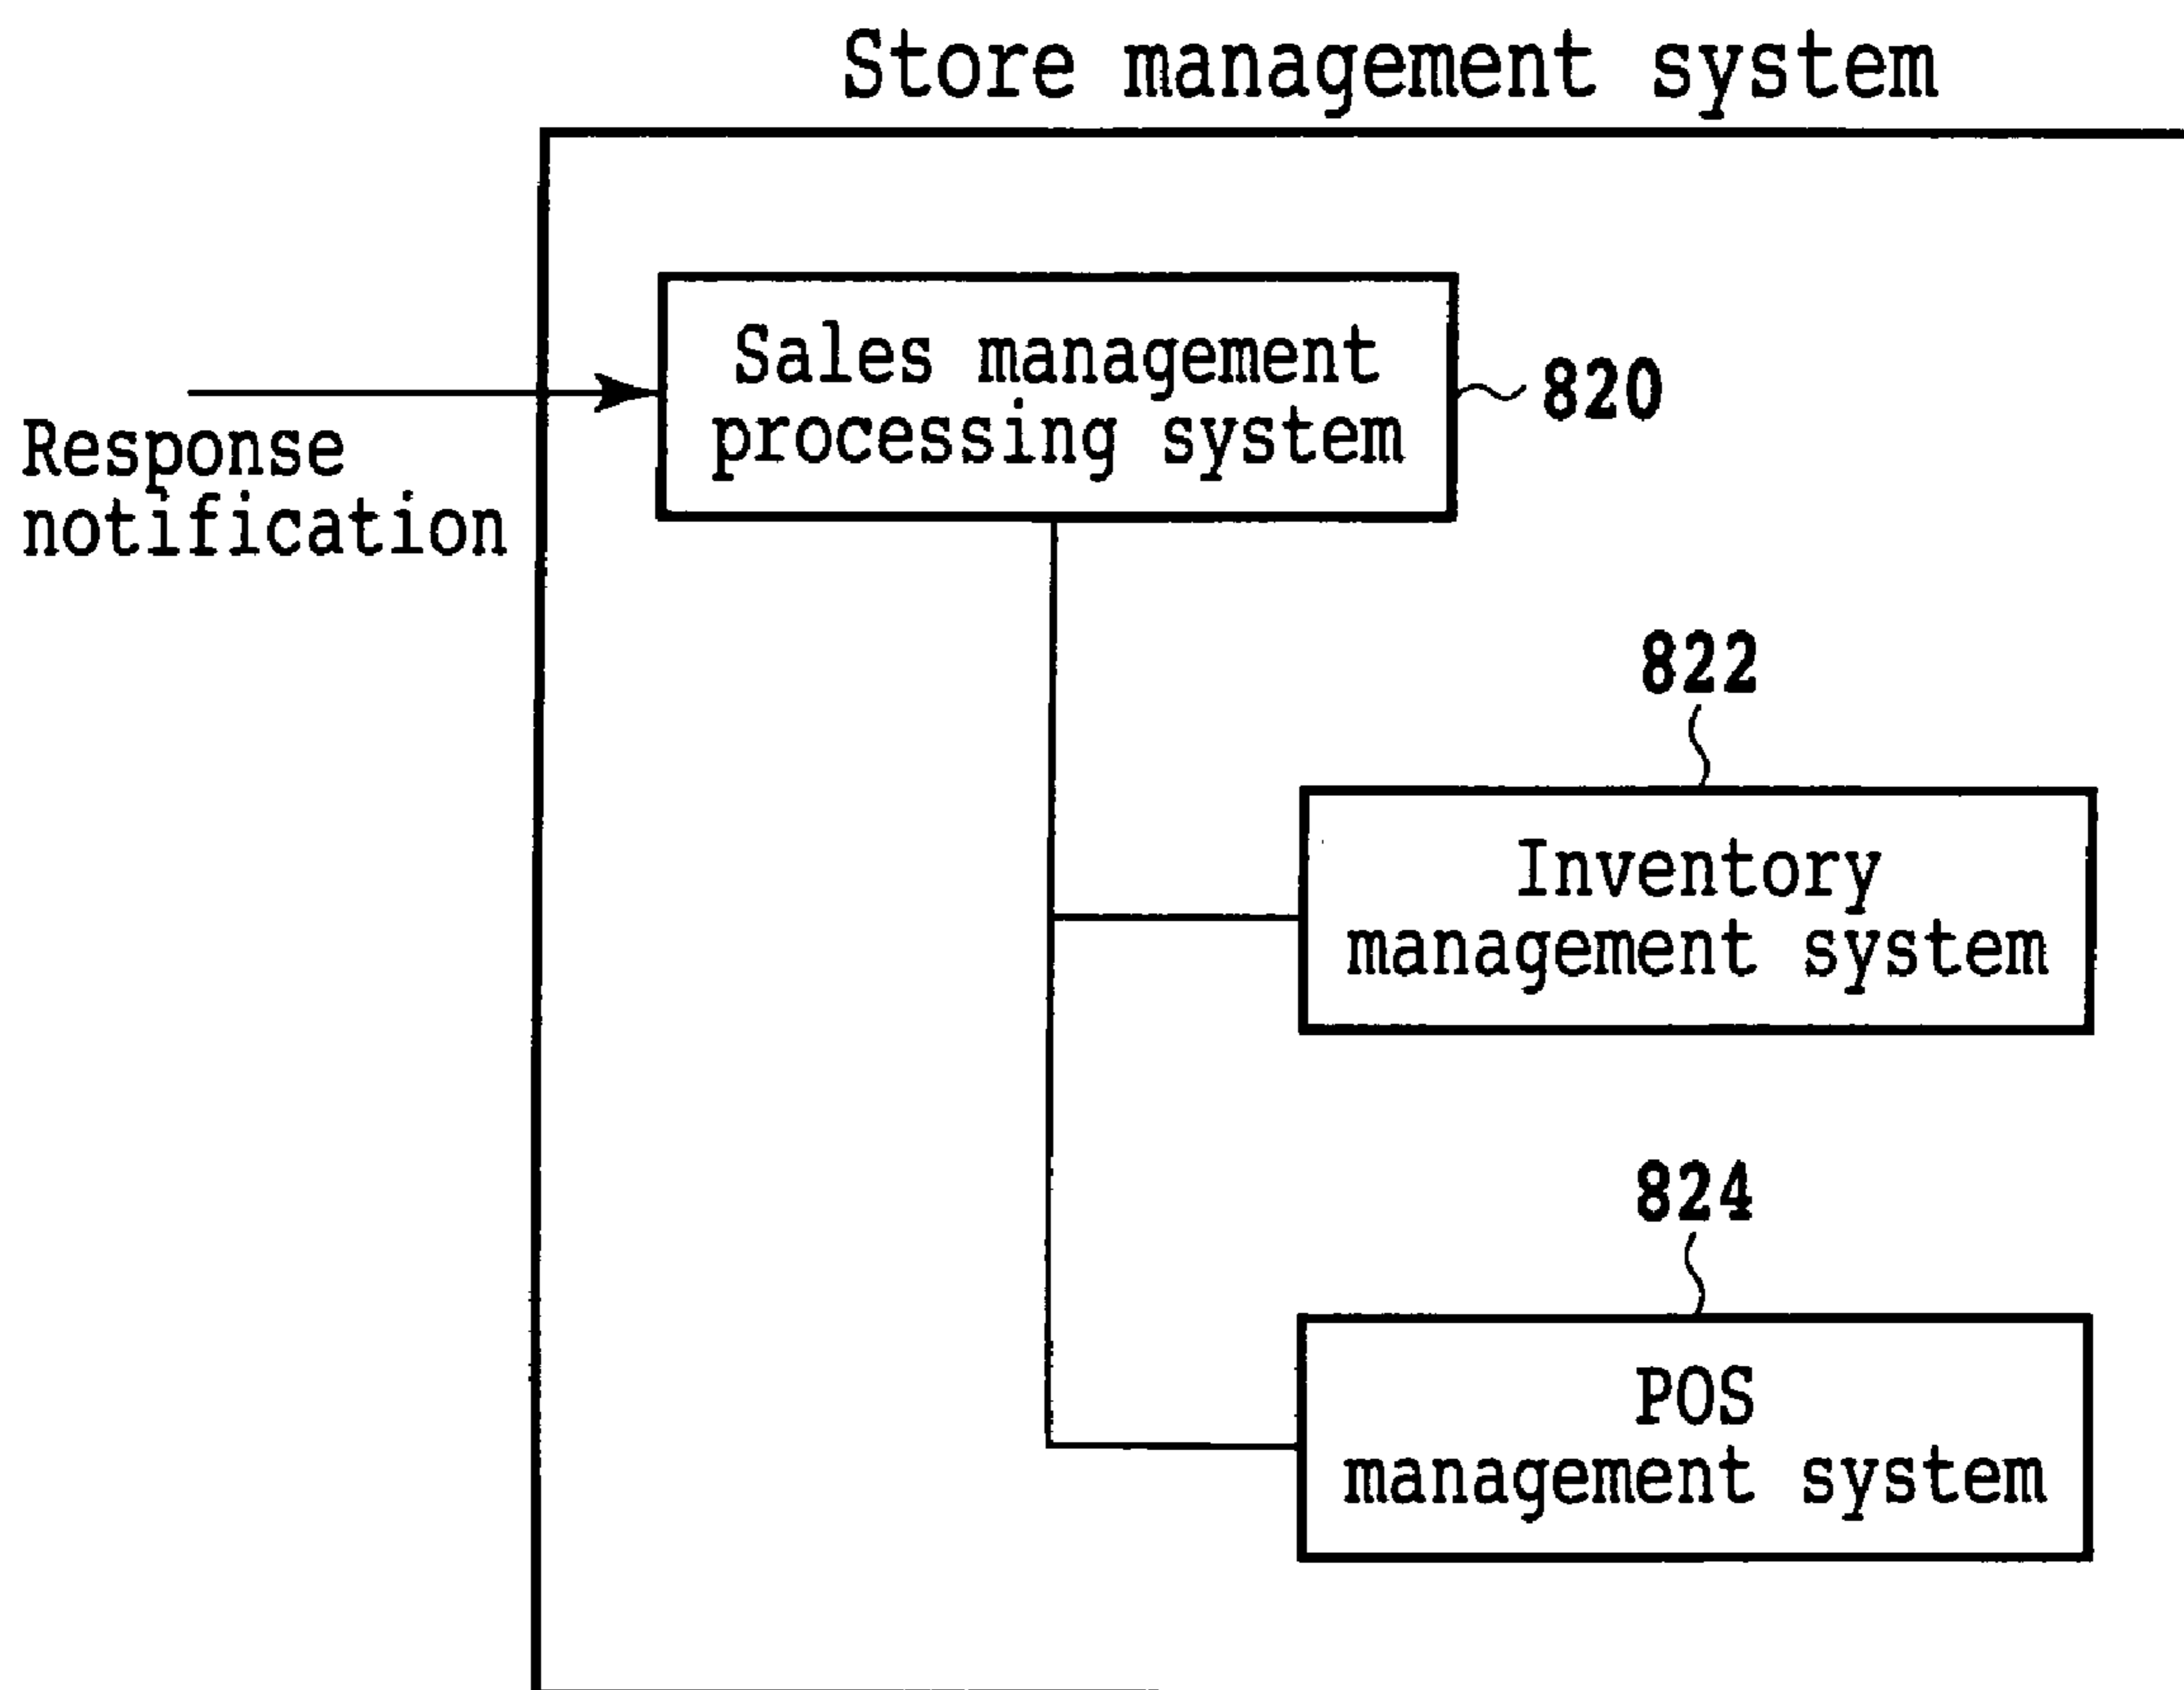 Store management system
Sales management
processing system
820
Response
notification
822
Inventory
management system
824
POS
management system